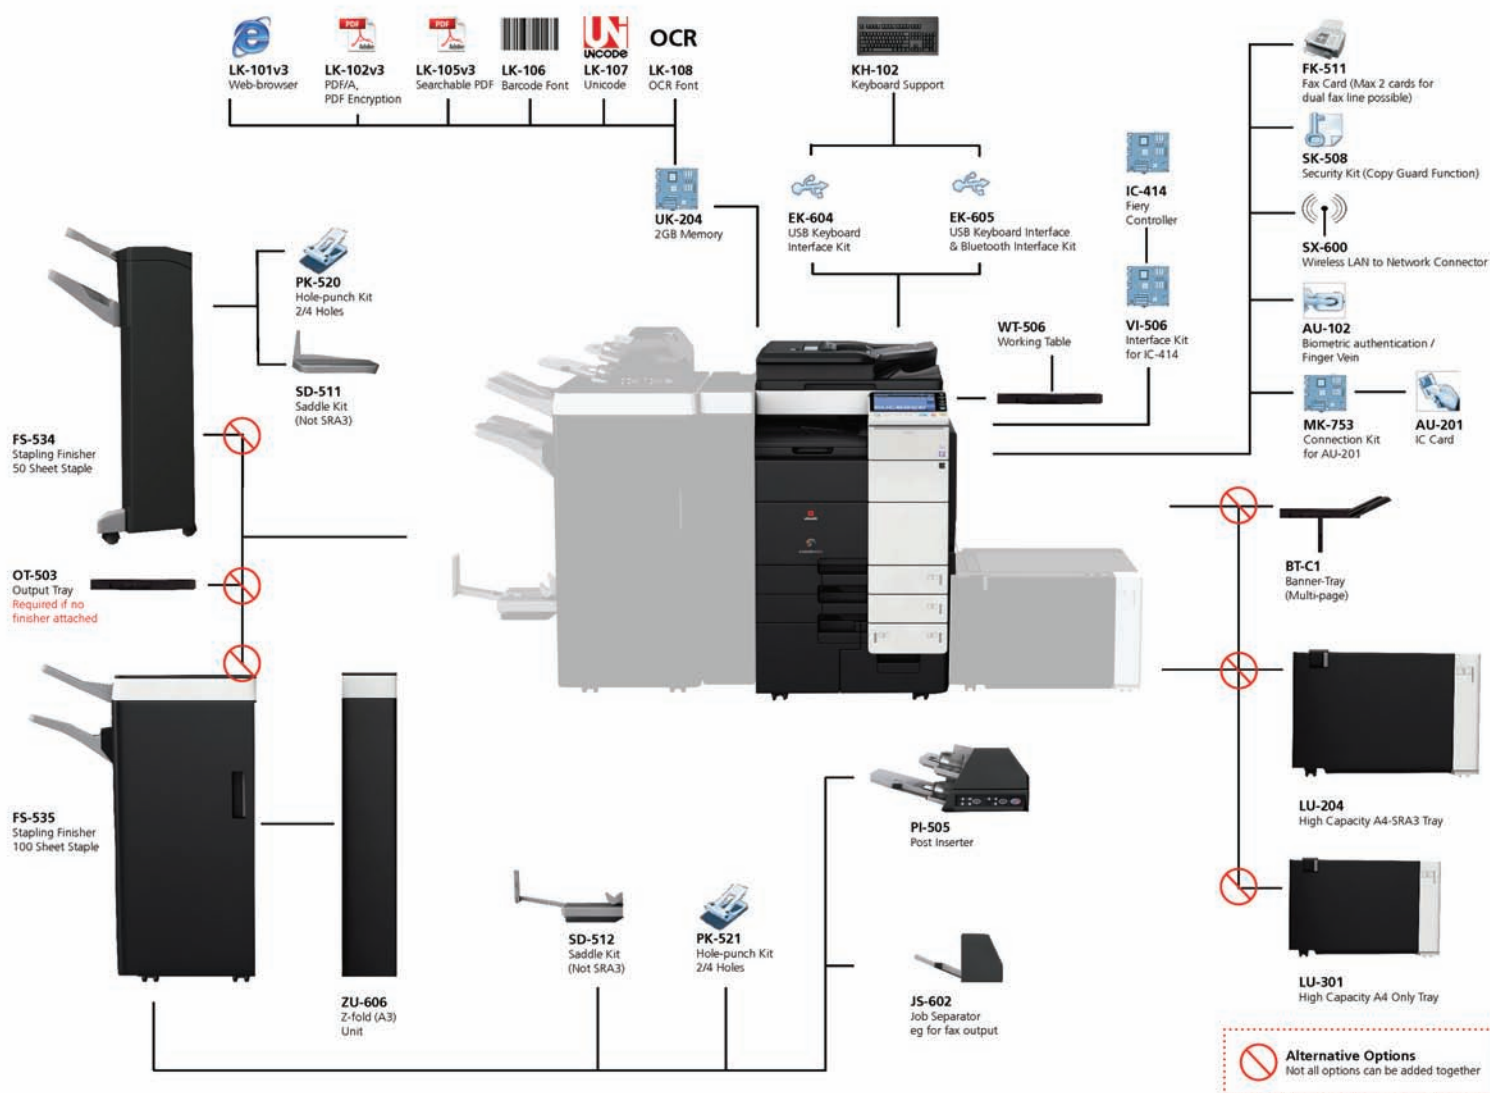 OCR
UNiCODE
LK-101v3
Web-browser
LK-102v3
PDF/A,
PDF Encryption
LK-105v3
Searchable PDF
LK-106
Barcode Font
LK-107
Unicode
LK-108
OCR Font
PDF
Adobe
PDF
Adobe
KH-102
Keyboard Support
FK-511
Fax Card (Max 2 cards for
dual fax line possible)
SK-508
Security Kit (Copy Guard Function)
SX-600
Wireless LAN to Network Connector
AU-102
Biometric authentication /
Finger Vein
MK-753
Connection Kit
for AU-201
AU-201
IC Card
UK-204
2GB Memory
EK-604
USB Keyboard
Interface Kit
EK-605
USB Keyboard Interface
& Bluetooth Interface Kit
IC-414
Fiery
Controller
VI-506
Interface Kit
for IC-414
WT-506
Working Table
PK-520
Hole-punch Kit
2/4 Holes
SD-511
Saddle Kit
(Not SRA3)
FS-534
Stapling Finisher
50 Sheet Staple
OT-503
Output Tray
Required if no
finisher attached
FS-535
Stapling Finisher
100 Sheet Staple
ZU-606
Z-fold (A3)
Unit
SD-512
Saddle Kit
(Not SRA3)
PK-521
Hole-punch Kit
2/4 Holes
PI-505
Post Inserter
JS-602
Job Separator
eg for fax output
BT-C1
Banner-Tray
(Multi-page)
LU-204
High Capacity A4-SRA3 Tray
LU-301
High Capacity A4 Only Tray
Alternative Options
Not all options can be added together